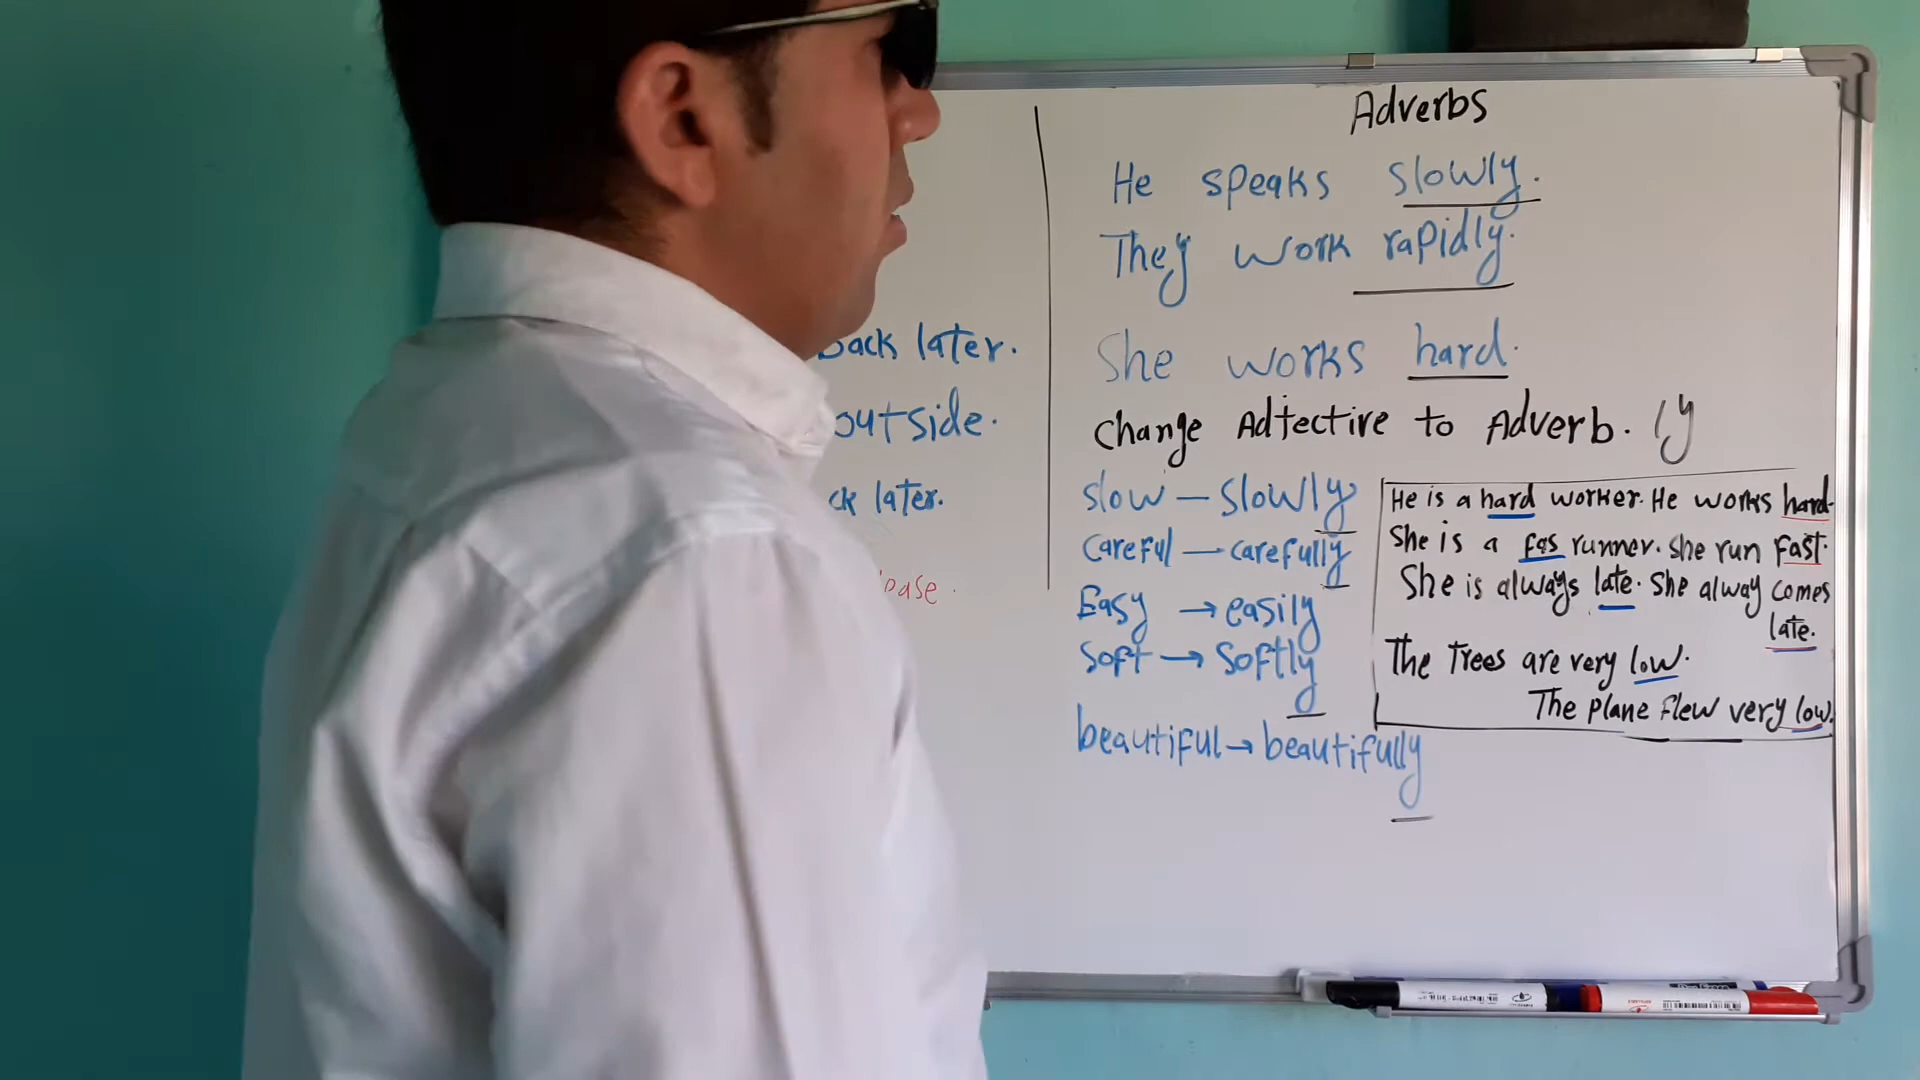 Adverbs
He speaks slowly.
They work rapidly.
She works hard.
back later.
outside.
later.
Change Adjective to Adverb. ly
slow - slowly
careful - carefully
Easy → easily
soft → softly
beautiful → beautifully
He is a hard worker. He works hard.
She is a fas runner. she run fast.
She is always late. she alway comes
late.
The Trees are very low.
The plane flew very low.